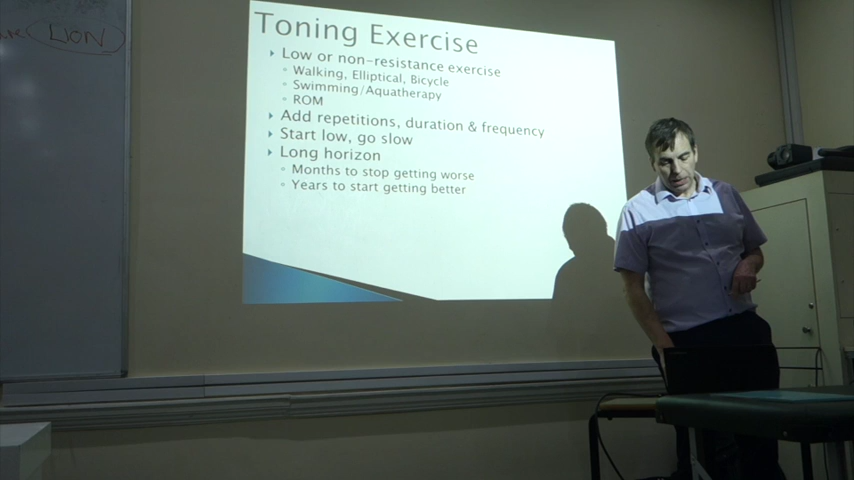 LION
Toning Exercise
Low or non-resistance exercise
Walking, Elliptical, Bicycle
Swimming/Aquatherapy
ROM
Add repetitions, duration & frequency
Start low, go slow
Long horizon
Months to stop getting worse
Years to start getting better